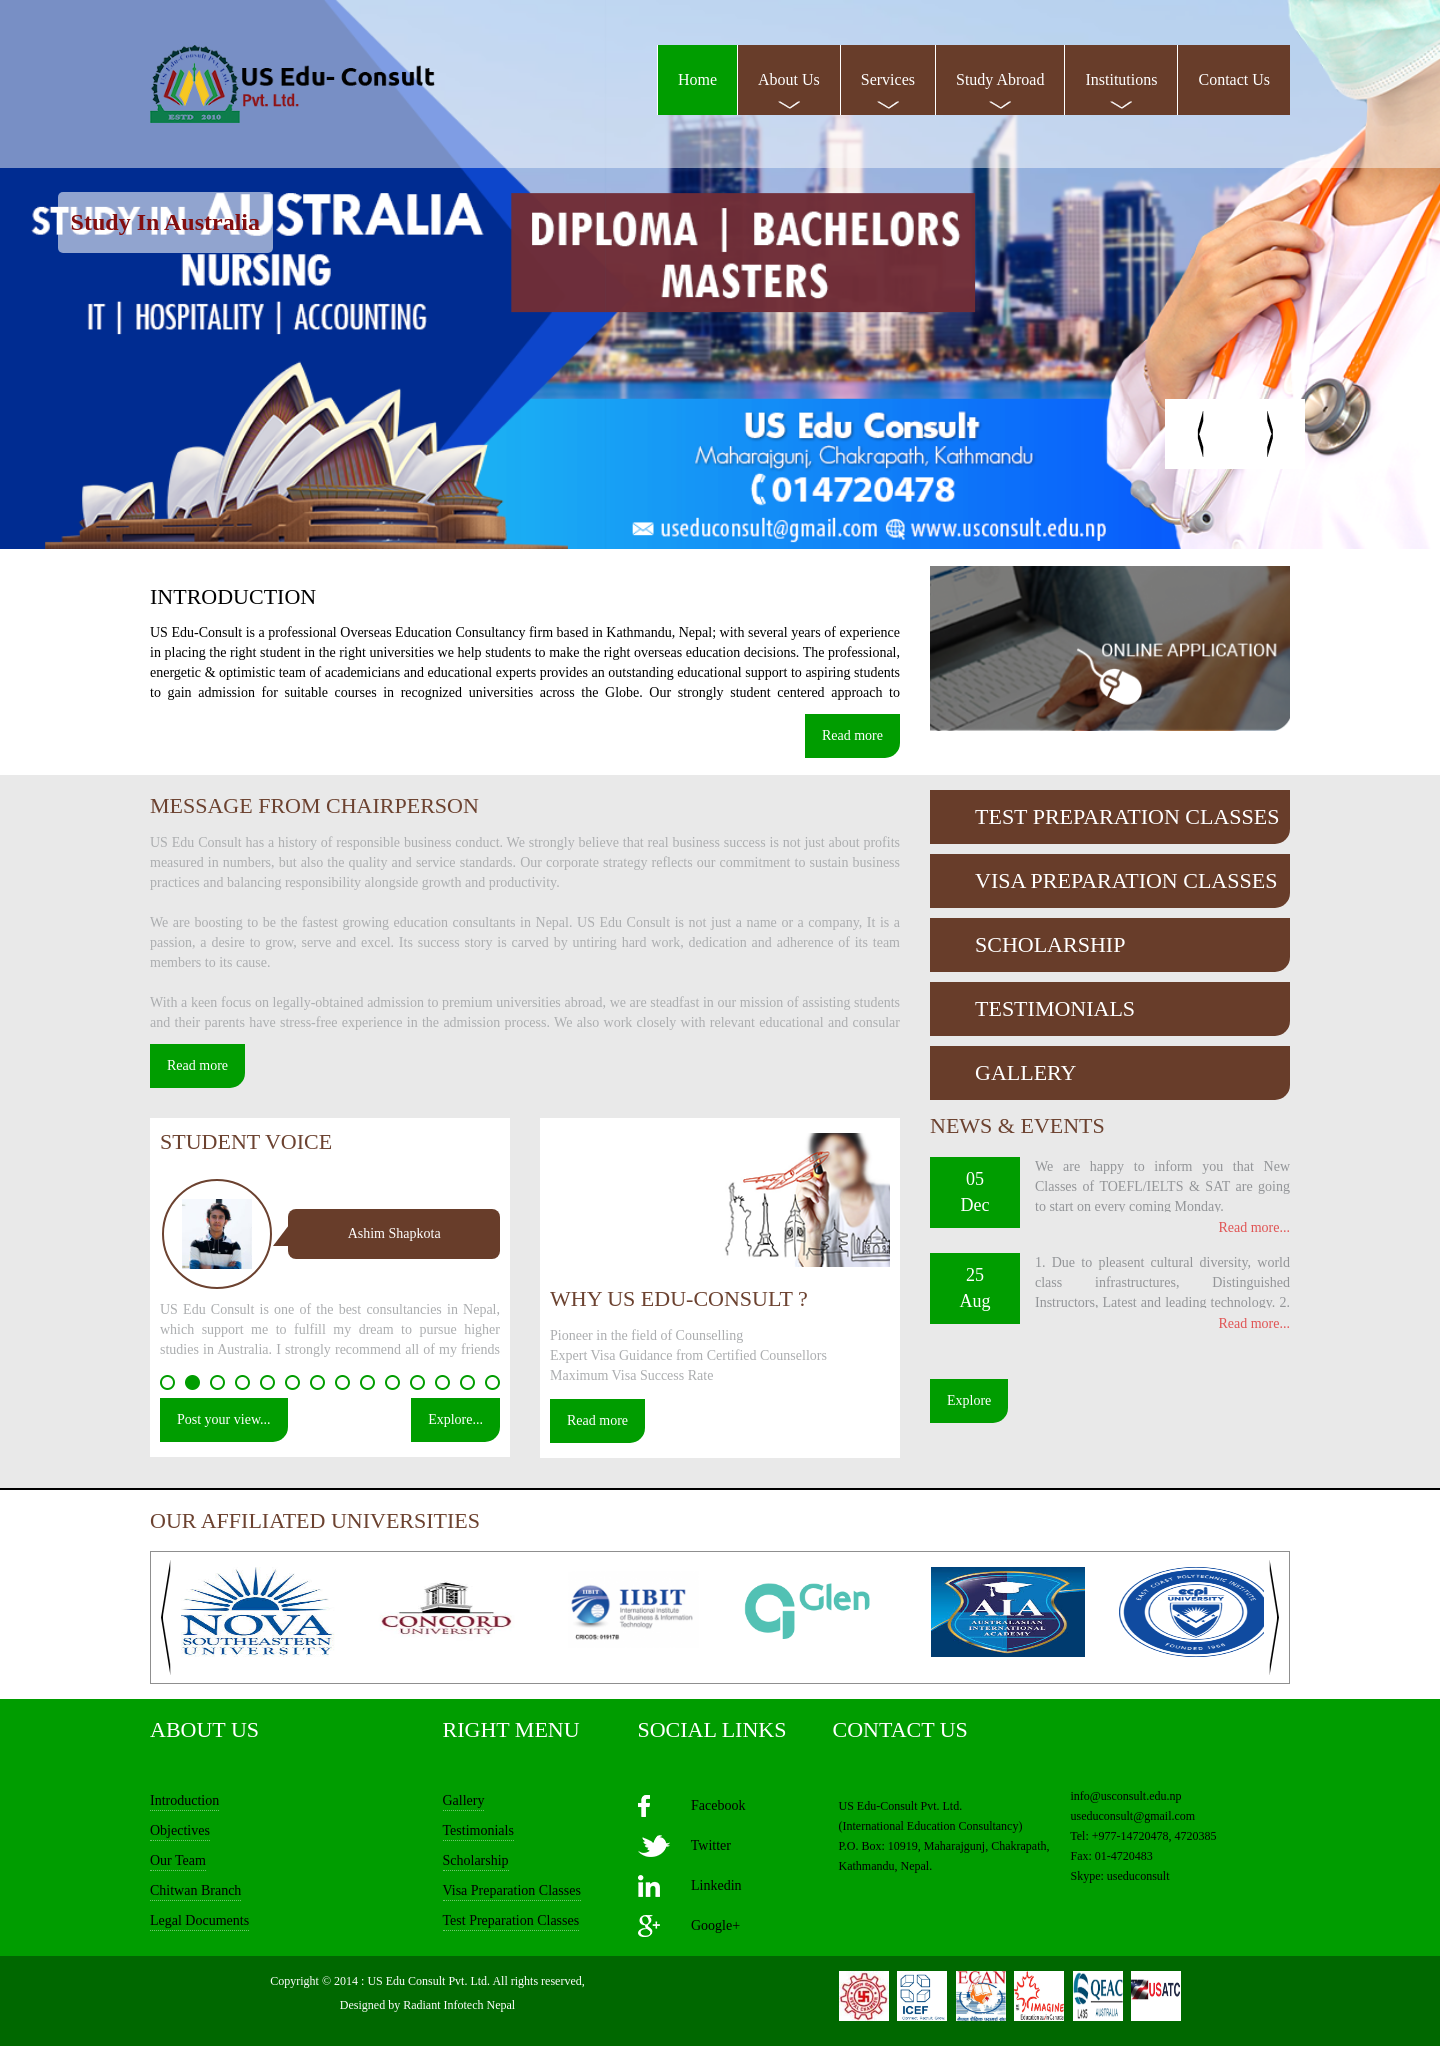 US Edu- Consult
Pvt. Ltd.
ESTD 2010
Home
About Us
Services
Study Abroad
Institutions
Contact Us
STUDY IN AUSTRALIA
Study In Australia
NURSING
IT | HOSPITALITY | ACCOUNTING
DIPLOMA | BACHELORS
MASTERS
US Edu Consult
Maharajgunj, Chakrapath, Kathmandu
014720478
useduconsult@gmail.com www.usconsult.edu.np
INTRODUCTION
US Edu-Consult is a professional Overseas Education Consultancy firm based in Kathmandu, Nepal; with several years of experience
in placing the right student in the right universities we help students to make the right overseas education decisions. The professional,
energetic & optimistic team of academicians and educational experts provides an outstanding educational support to aspiring students
to gain admission for suitable courses in recognized universities across the Globe. Our strongly student centered approach to
Read more
ONLINE APPLICATION
MESSAGE FROM CHAIRPERSON
US Edu Consult has a history of responsible business conduct. We strongly believe that real business success is not just about profits
measured in numbers, but also the quality and service standards. Our corporate strategy reflects our commitment to sustain business
practices and balancing responsibility alongside growth and productivity.
We are boosting to be the fastest growing education consultants in Nepal. US Edu Consult is not just a name or a company, It is a
passion, a desire to grow, serve and excel. Its success story is carved by untiring hard work, dedication and adherence of its team
members to its cause.
With a keen focus on legally-obtained admission to premium universities abroad, we are steadfast in our mission of assisting students
and their parents have stress-free experience in the admission process. We also work closely with relevant educational and consular
Read more
TEST PREPARATION CLASSES
VISA PREPARATION CLASSES
SCHOLARSHIP
TESTIMONIALS
GALLERY
STUDENT VOICE
Ashim Shapkota
US Edu Consult is one of the best consultancies in Nepal,
which support me to fulfill my dream to pursue higher
studies in Australia. I strongly recommend all of my friends
Post your view...
Explore...
WHY US EDU-CONSULT ?
Pioneer in the field of Counselling
Expert Visa Guidance from Certified Counsellors
Maximum Visa Success Rate
Read more
NEWS & EVENTS
05
Dec
We are happy to inform you that New
Classes of TOEFL/IELTS & SAT are going
to start on every coming Monday.
Read more...
25
Aug
1. Due to pleasent cultural diversity, world
class infrastructures, Distinguished
Instructors, Latest and leading technology. 2.
Read more...
Explore
OUR AFFILIATED UNIVERSITIES
NOVA
SOUTHEASTERN
UNIVERSITY
CONCORD
UNIVERSITY
IIBIT
IIBIT
International Institute
of Business & Information
Technology
CRICOS: 01917B
Glen
AIA
AUSTRALASIAN
INTERNATIONAL
ACADEMY
EAST COAST POLYTECHNIC INSTITUTE
ecpi
UNIVERSITY
FOUNDED 1966
ABOUT US
Introduction
Objectives
Our Team
Chitwan Branch
Legal Documents
RIGHT MENU
Gallery
Testimonials
Scholarship
Visa Preparation Classes
Test Preparation Classes
SOCIAL LINKS
Facebook
Twitter
Linkedin
Google+
CONTACT US
US Edu-Consult Pvt. Ltd.
(International Education Consultancy)
P.O. Box: 10919, Maharajgunj, Chakrapath,
Kathmandu, Nepal.
info@usconsult.edu.np
useduconsult@gmail.com
Tel: +977-14720478, 4720385
Fax: 01-4720483
Skype: useduconsult
Copyright © 2014 : US Edu Consult Pvt. Ltd. All rights reserved,
Designed by Radiant Infotech Nepal
ICEF
ECAN
IMAGINE
QEAC
AUSTRALIA
USATC